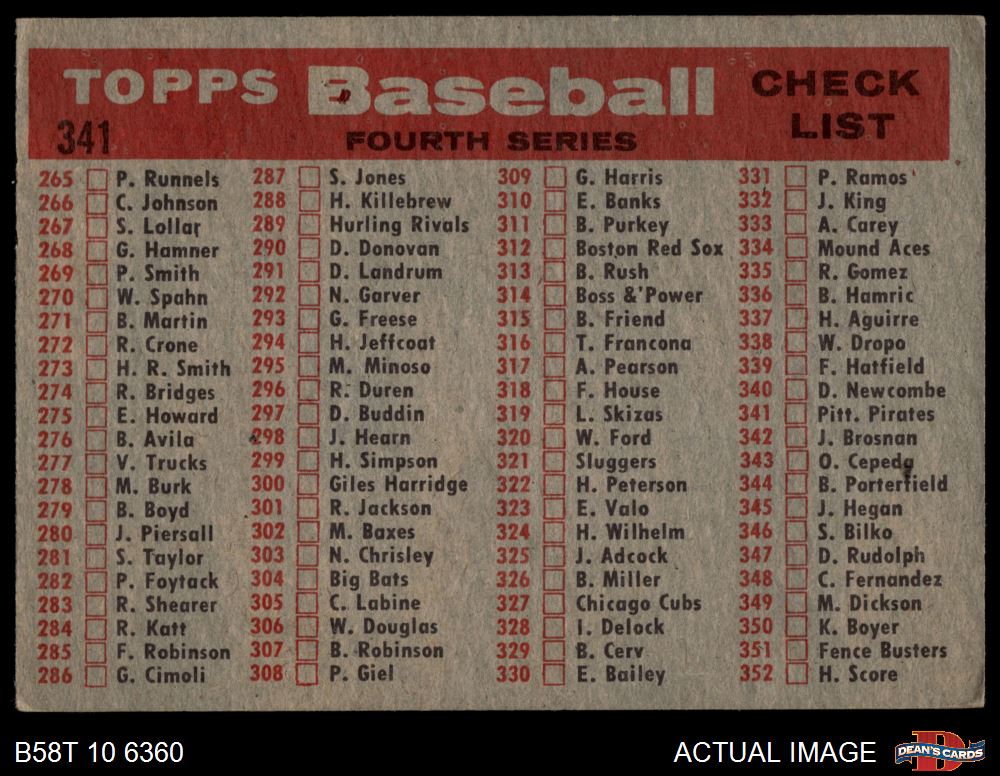 TOPPS Baseball CHECK LIST
341 FOURTH SERIES
265 P. Runnels
266 C. Johnson
267 S. Lollar
268 G. Hamner
269 P. Smith
270 W. Spahn
271 B. Martin
272 R. Crone
273 H. R. Smith
274 R. Bridges
275 E. Howard
276 B. Avila
277 V. Trucks
278 M. Burk
279 B. Boyd
280 J. Piersall
281 S. Taylor
282 P. Foytack
283 R. Shearer
284 R. Katt
285 F. Robinson
286 G. Cimoli
287 S. Jones
288 H. Killebrew
289 Hurling Rivals
290 D. Donovan
291 D. Landrum
292 N. Garver
293 G. Freese
294 H. Jeffcoat
295 M. Minoso
296 R. Duren
297 D. Buddin
298 J. Hearn
299 H. Simpson
300 Giles Harridge
301 R. Jackson
302 M. Baxes
303 N. Chrisley
304 Big Bats
305 C. Labine
306 W. Douglas
307 B. Robinson
308 P. Giel
309 G. Harris
310 E. Banks
311 B. Purkey
312 Boston Red Sox
313 B. Rush
314 Boss & Power
315 B. Friend
316 T. Francona
317 A. Pearson
318 F. House
319 L. Skizas
320 W. Ford
321 Sluggers
322 H. Peterson
323 E. Valo
324 H. Wilhelm
325 J. Adcock
326 B. Miller
327 Chicago Cubs
328 I. Delock
329 B. Cerv
330 E. Bailey
331 P. Ramos
332 J. King
333 A. Carey
334 Mound Aces
335 R. Gomez
336 B. Hamric
337 H. Aguirre
338 W. Dropo
339 F. Hatfield
340 D. Newcombe
341 Pitt. Pirates
342 J. Brosnan
343 O. Cepeda
344 B. Porterfield
345 J. Hegan
346 S. Bilko
347 D. Rudolph
348 C. Fernandez
349 M. Dickson
350 K. Boyer
351 Fence Busters
352 H. Score
B58T 10 6360 ACTUAL IMAGE DEAN'S CARDS